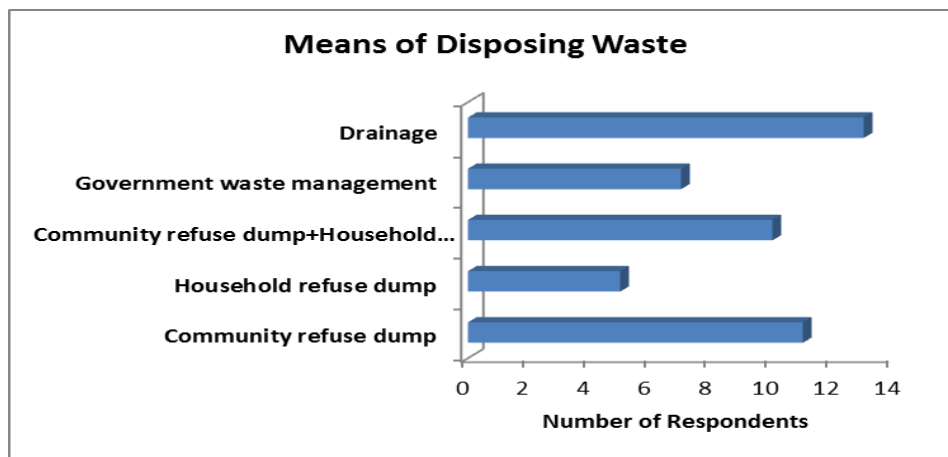 Means of Disposing Waste
Drainage
Government waste management
Community refuse dump+Household...
Household refuse dump
Community refuse dump
0 2 4 6 8 10 12 14
Number of Respondents